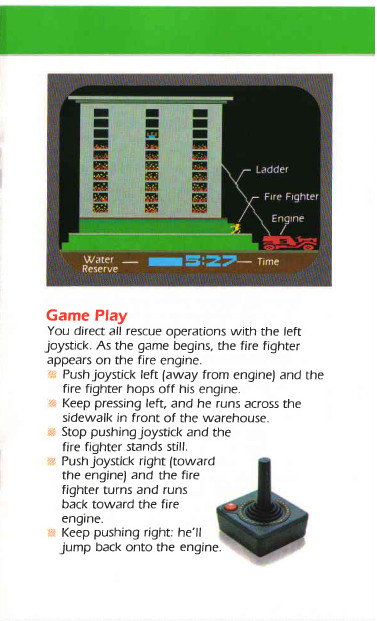 Ladder
Fire Fighter
Engine
Water
Reserve
5:27
Time
Game Play
You direct all rescue operations with the left
joystick. As the game begins, the fire fighter
appears on the fire engine.
Push joystick left (away from engine) and the
fire fighter hops off his engine.
Keep pressing left, and he runs across the
sidewalk in front of the warehouse.
Stop pushing joystick and the
fire fighter stands still.
Push joystick right (toward
the engine) and the fire
fighter turns and runs
back toward the fire
engine.
Keep pushing right: he'll
jump back onto the engine.